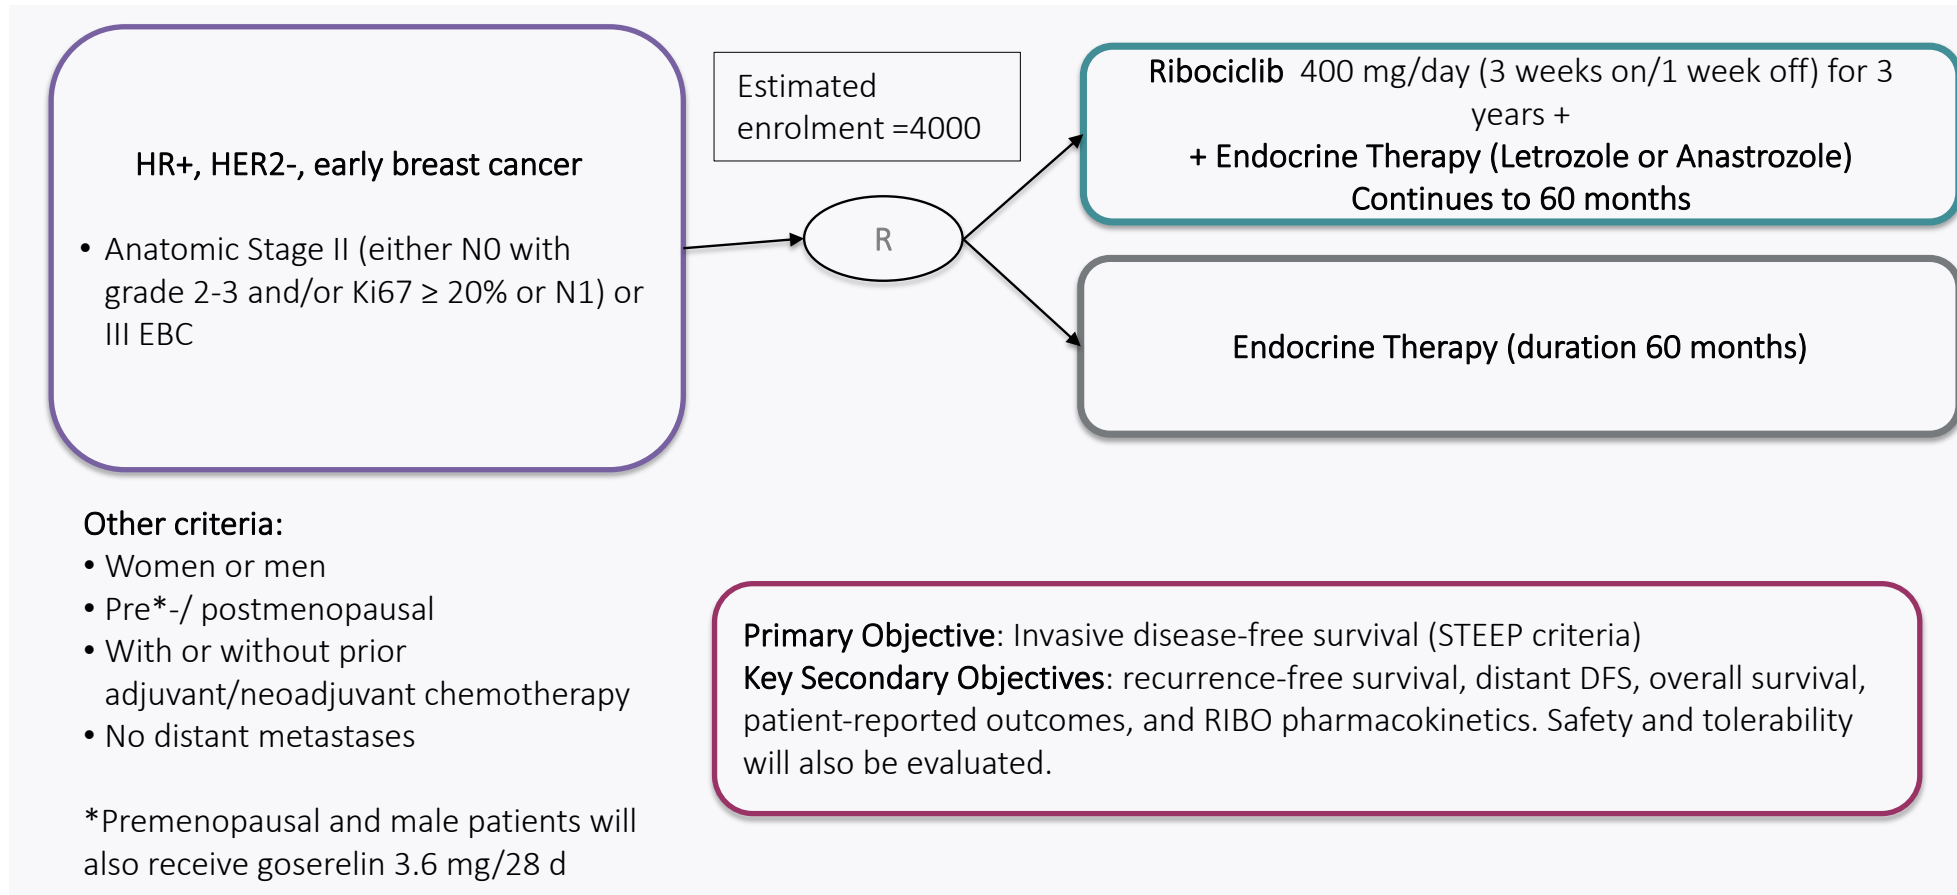 HR+, HER2-, early breast cancer
• Anatomic Stage II (either N0 with
grade 2-3 and/or Ki67 ≥ 20% or N1) or
III EBC
Estimated
enrolment =4000
R
Ribociclib 400 mg/day (3 weeks on/1 week off) for 3
years +
+ Endocrine Therapy (Letrozole or Anastrozole)
Continues to 60 months
Endocrine Therapy (duration 60 months)
Other criteria:
• Women or men
• Pre*-/ postmenopausal
• With or without prior
adjuvant/neoadjuvant chemotherapy
• No distant metastases
*Premenopausal and male patients will
also receive goserelin 3.6 mg/28 d
Primary Objective: Invasive disease-free survival (STEEP criteria)
Key Secondary Objectives: recurrence-free survival, distant DFS, overall survival,
patient-reported outcomes, and RIBO pharmacokinetics. Safety and tolerability
will also be evaluated.